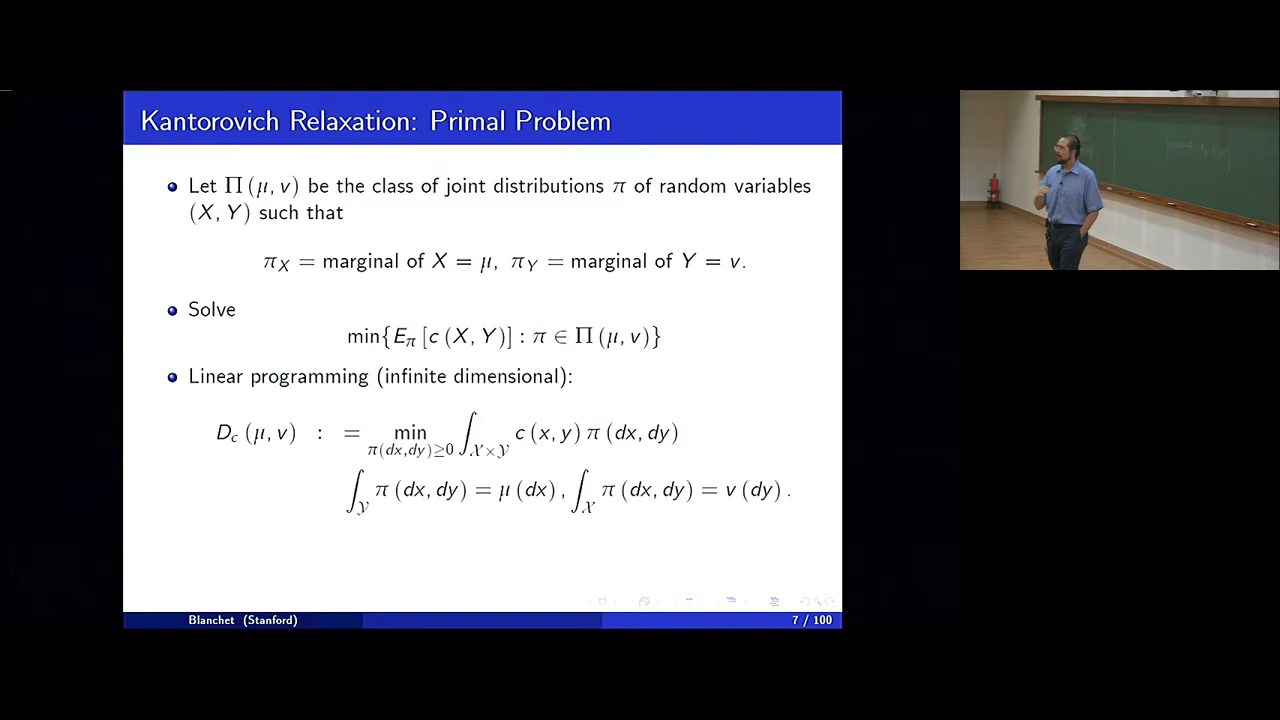 Kantorovich Relaxation: Primal Problem
Let Π (μ, v) be the class of joint distributions π of random variables
(X, Y) such that
π_X = marginal of X = μ, π_Y = marginal of Y = v.
Solve
min{E_π [c (X, Y)] : π ∈ Π (μ, v)}
Linear programming (infinite dimensional):
D_c (μ, v) : = min_{π(dx,dy)≥0} ∫_{𝒳×𝒴} c (x, y) π (dx, dy)
∫_𝒴 π (dx, dy) = μ (dx) , ∫_𝒳 π (dx, dy) = v (dy) .
Blanchet (Stanford) 7 / 100